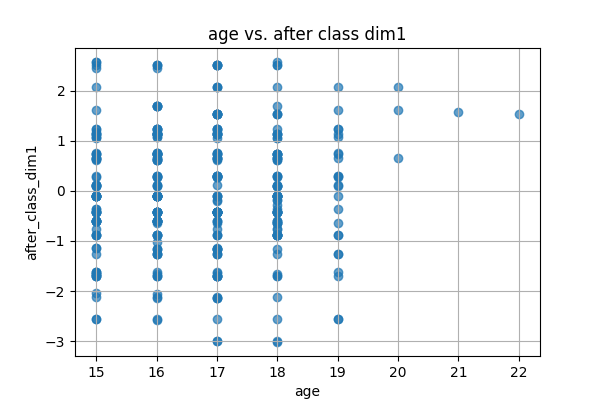 age vs. after class dim1
after_class_dim1
2
1
0
−1
−2
−3
15 16 17 18 19 20 21 22
age